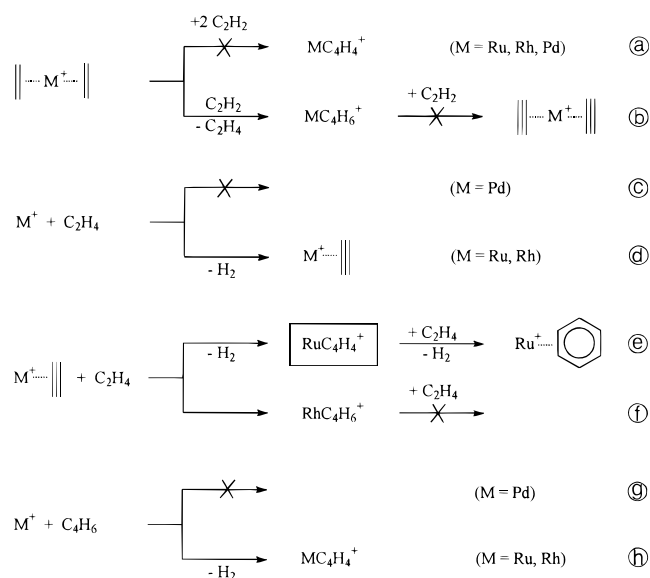 +2 C₂H₂
MC₄H₄⁺ (M = Ru, Rh, Pd) ⓐ
M⁺
C₂H₂
- C₂H₄
MC₄H₆⁺ + C₂H₂ M⁺ ⓑ
(M = Pd) ⓒ
M⁺ + C₂H₄
- H₂
M⁺ (M = Ru, Rh) ⓓ
- H₂
RuC₄H₄⁺ + C₂H₄ Ru⁺ ⓔ
- H₂
M⁺ + C₂H₄
RhC₄H₆⁺ + C₂H₄ ⓕ
(M = Pd) ⓖ
M⁺ + C₄H₆
- H₂
MC₄H₄⁺ (M = Ru, Rh) ⓗ